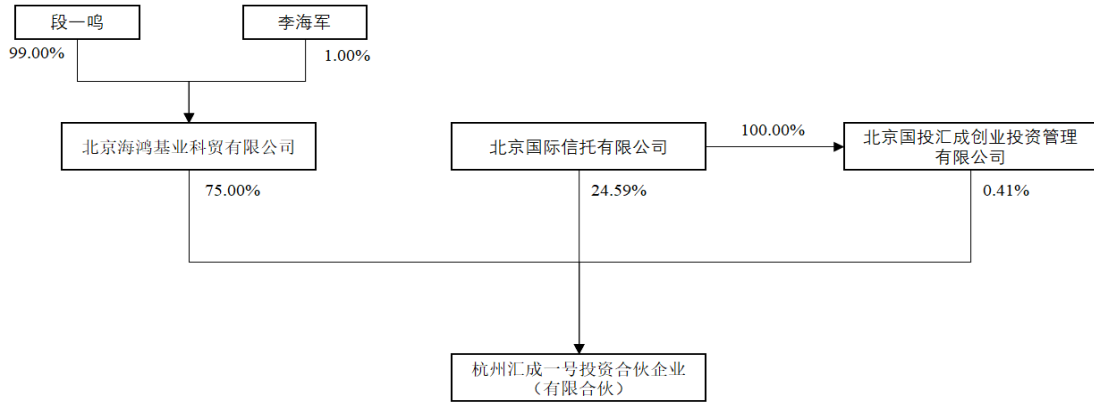 段一鸣
李海军
99.00%
1.00%
北京海鸿基业科贸有限公司
北京国际信托有限公司
100.00%
北京国投汇成创业投资管理
有限公司
75.00%
24.59%
0.41%
杭州汇成一号投资合伙企业
（有限合伙）